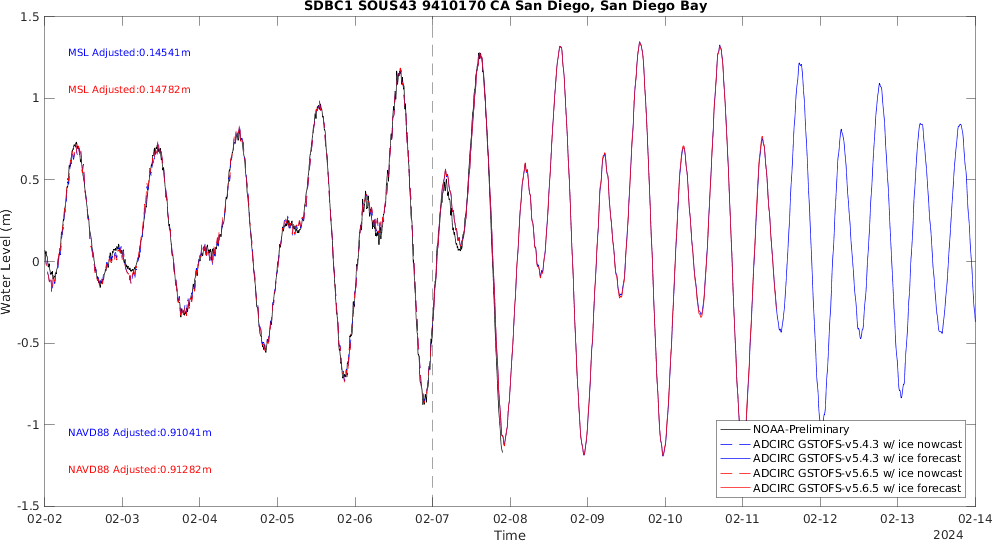 SDBC1 SOUS43 9410170 CA San Diego, San Diego Bay
1.5
1
0.5
0
-0.5
-1
-1.5
Water Level (m)
MSL Adjusted:0.14541m
MSL Adjusted:0.14782m
NAVD88 Adjusted:0.91041m
NAVD88 Adjusted:0.91282m
NOAA-Preliminary
ADCIRC GSTOFS-v5.4.3 w/ ice nowcast
ADCIRC GSTOFS-v5.4.3 w/ ice forecast
ADCIRC GSTOFS-v5.6.5 w/ ice nowcast
ADCIRC GSTOFS-v5.6.5 w/ ice forecast
02-02 02-03 02-04 02-05 02-06 02-07 02-08 02-09 02-10 02-11 02-12 02-13 02-14
Time
2024